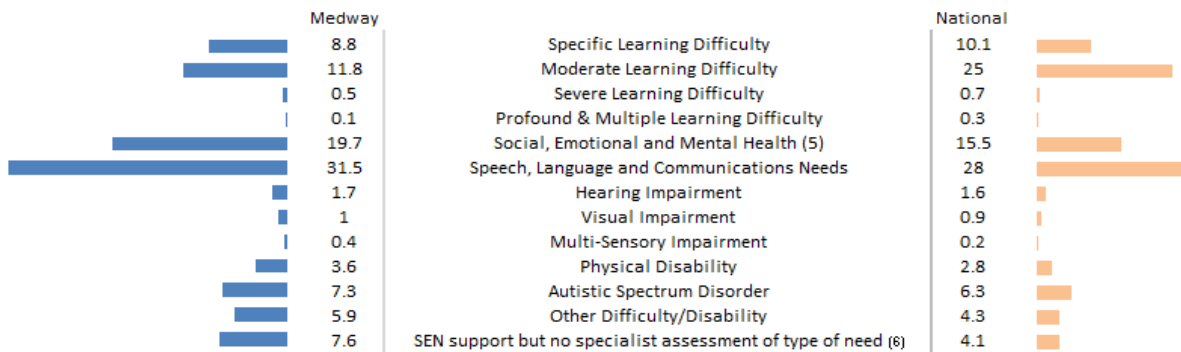 Medway National
8.8 Specific Learning Difficulty 10.1
11.8 Moderate Learning Difficulty 25
0.5 Severe Learning Difficulty 0.7
0.1 Profound & Multiple Learning Difficulty 0.3
19.7 Social, Emotional and Mental Health (5) 15.5
31.5 Speech, Language and Communications Needs 28
1.7 Hearing Impairment 1.6
1 Visual Impairment 0.9
0.4 Multi-Sensory Impairment 0.2
3.6 Physical Disability 2.8
7.3 Autistic Spectrum Disorder 6.3
5.9 Other Difficulty/Disability 4.3
7.6 SEN support but no specialist assessment of type of need (6) 4.1